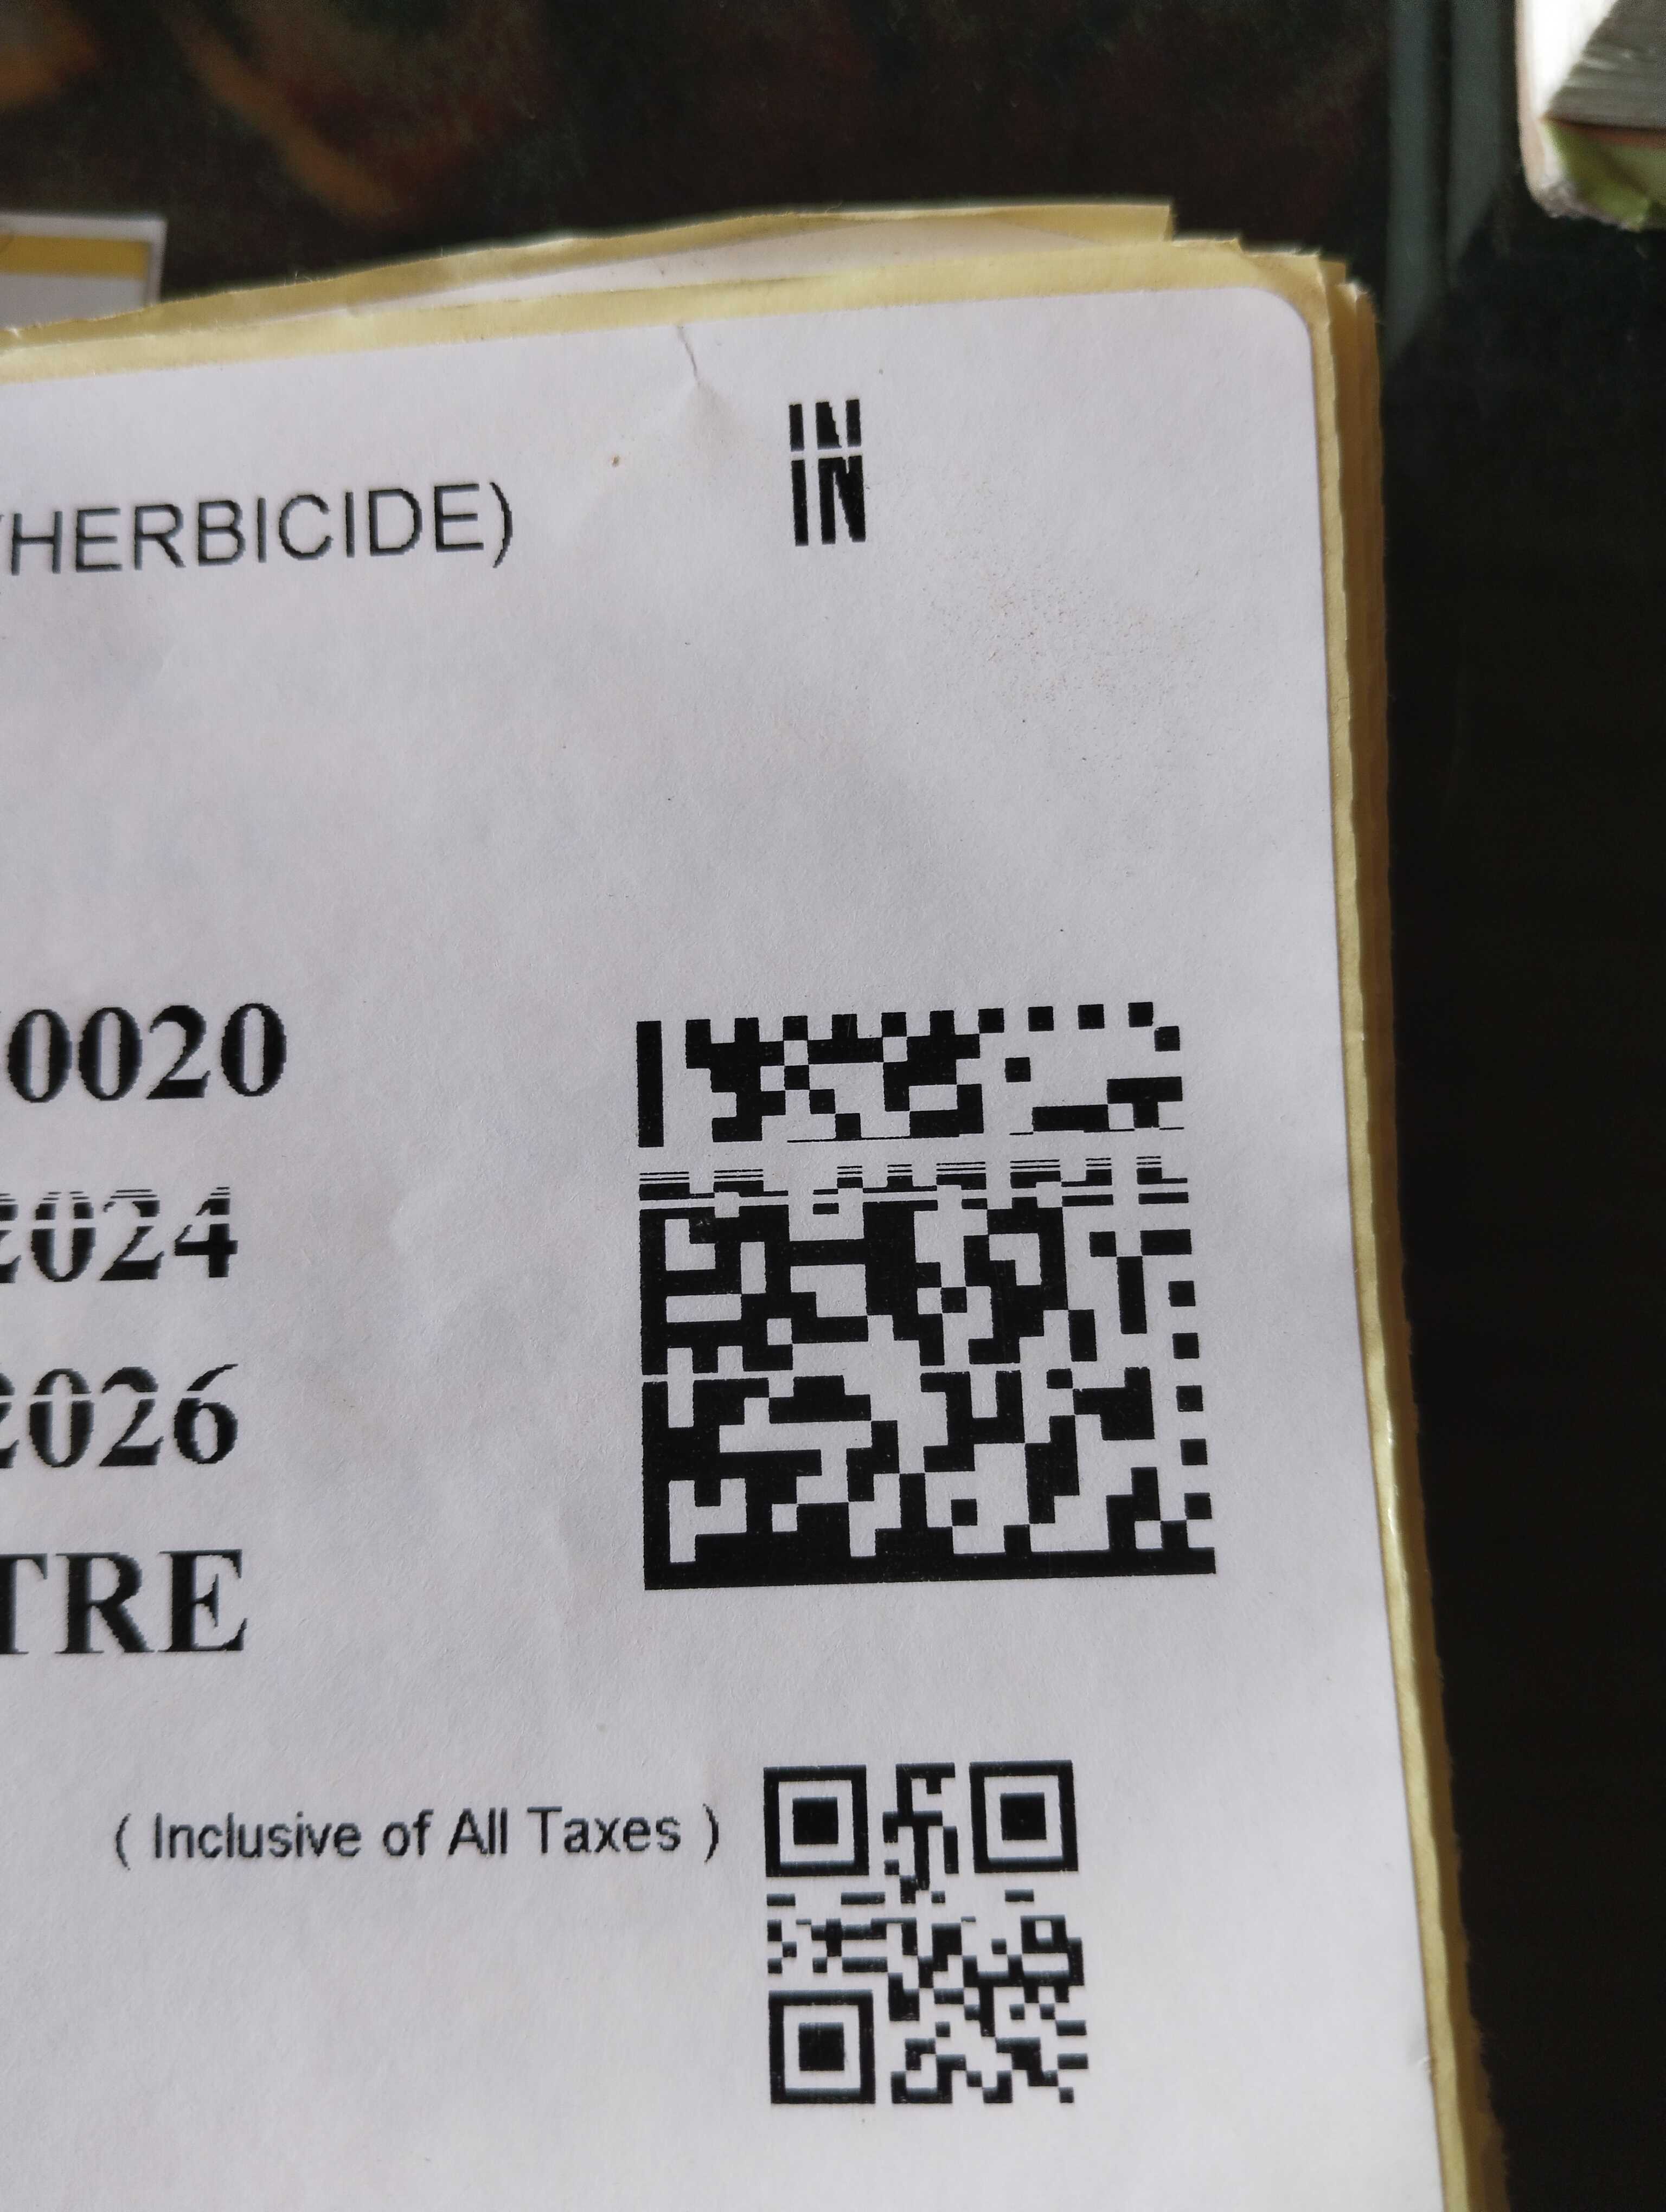 IN
HERBICIDE)
0020
2024
2026
TRE
( Inclusive of All Taxes )